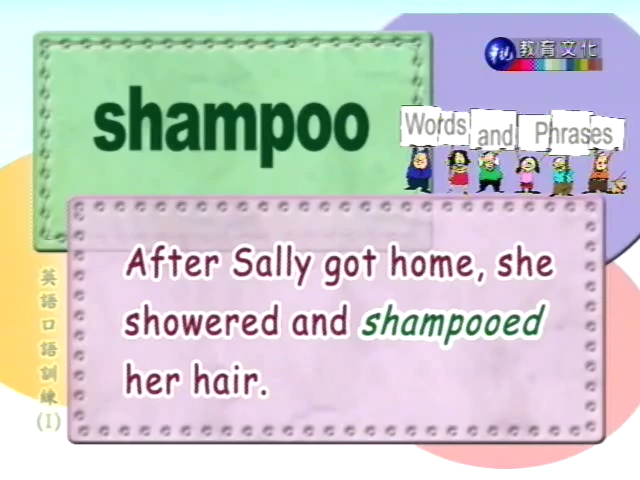 教育文化
shampoo
Words and Phrases
After Sally got home, she
showered and shampooed
her hair.
英語口語訓練(I)